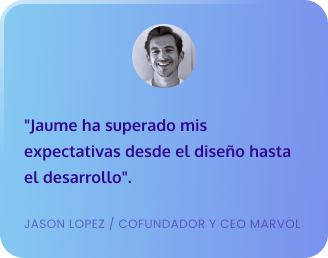 "Jaume ha superado mis
expectativas desde el diseño hasta
el desarrollo".
JASON LOPEZ / COFUNDADOR Y CEO MARVOL